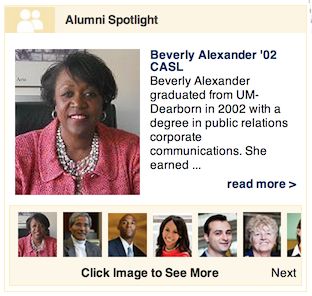 Alumni Spotlight
Beverly Alexander '02
CASL
Beverly Alexander
graduated from UM-
Dearborn in 2002 with a
degree in public relations
corporate
communications. She
earned ...
read more >
Click Image to See More
Next